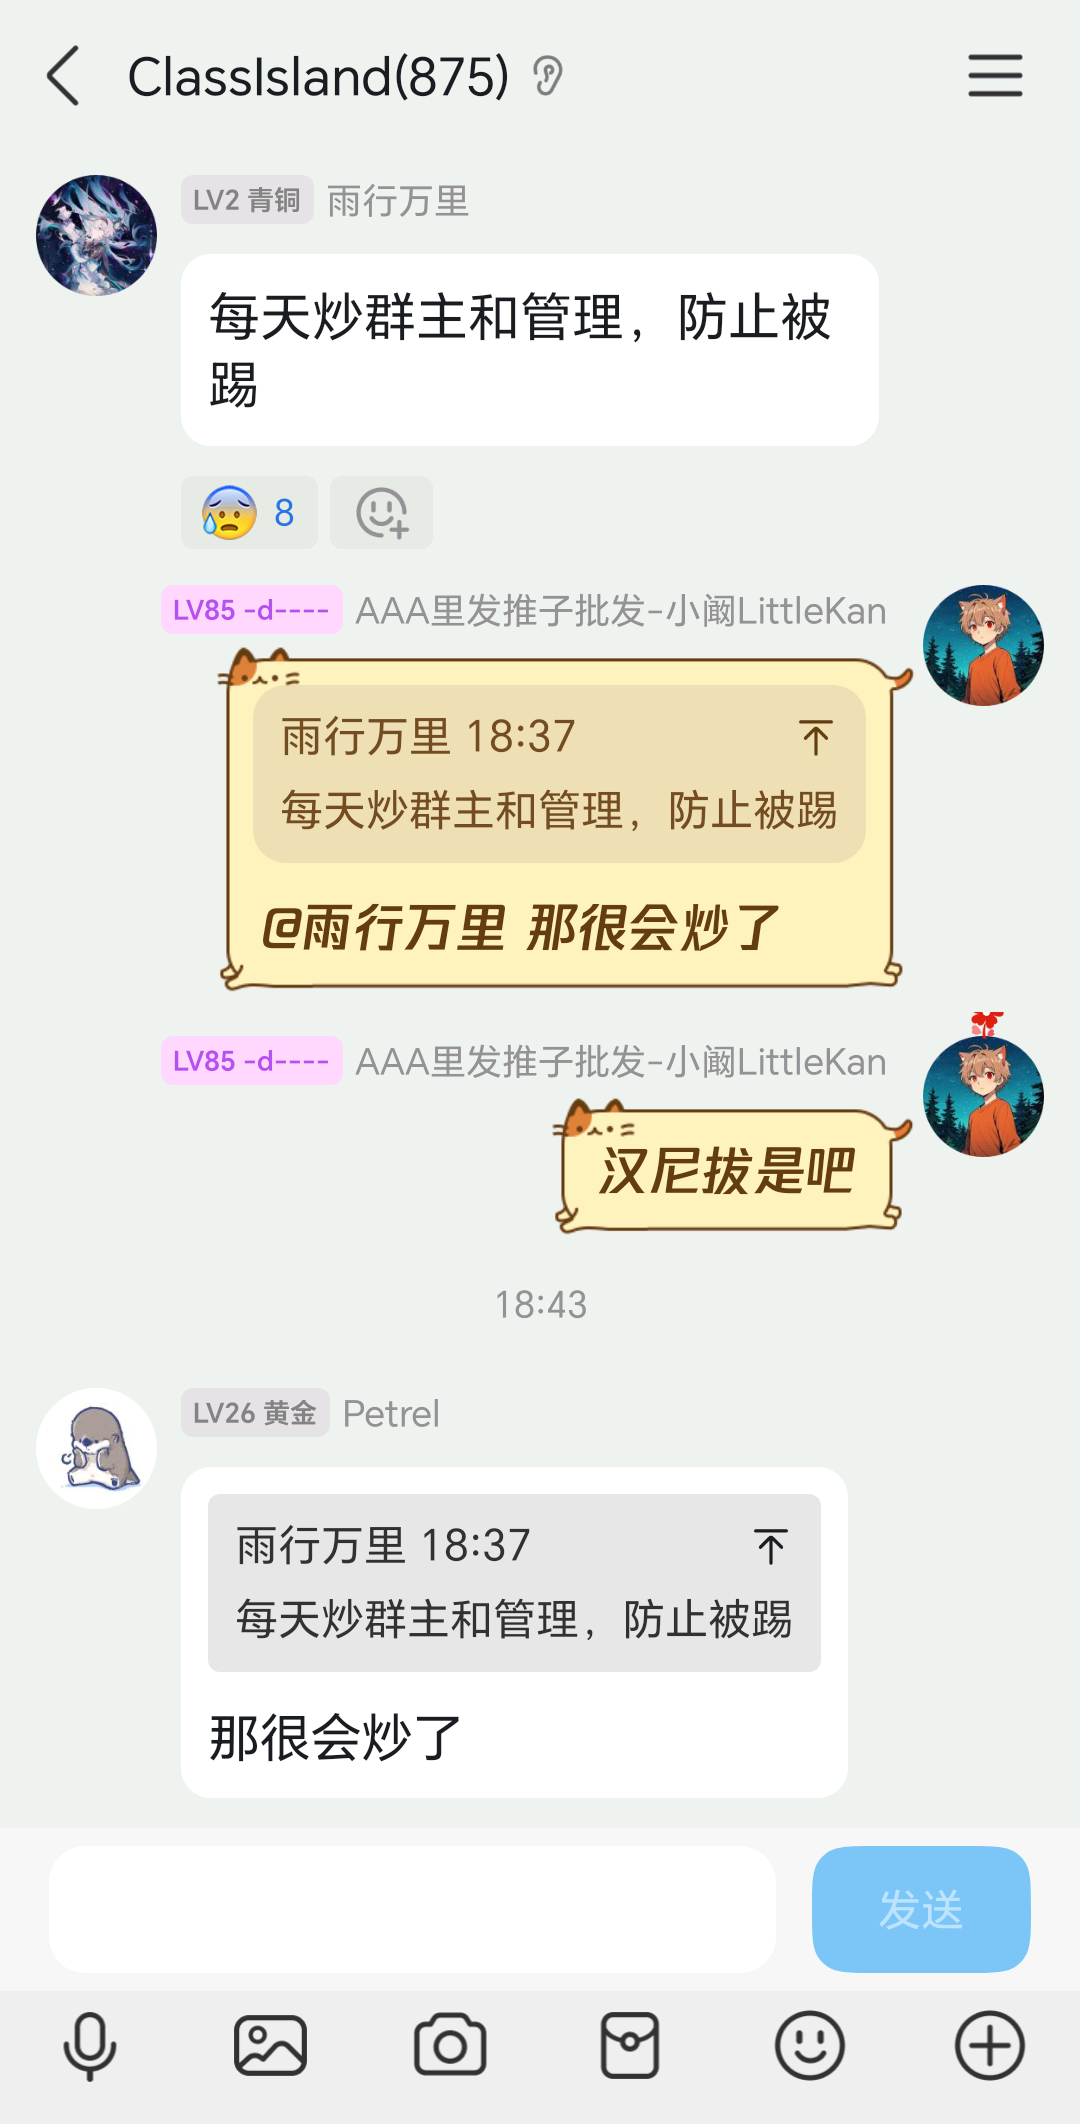 ClassIsland(875)
LV2 青铜 雨行万里
每天炒群主和管理，防止被
踢
8
LV85 -d---- AAA里发推子批发-小阚LittleKan
雨行万里 18:37
每天炒群主和管理，防止被踢
@雨行万里 那很会炒了
LV85 -d---- AAA里发推子批发-小阚LittleKan
汉尼拔是吧
18:43
LV26 黄金 Petrel
雨行万里 18:37
每天炒群主和管理，防止被踢
那很会炒了
发送